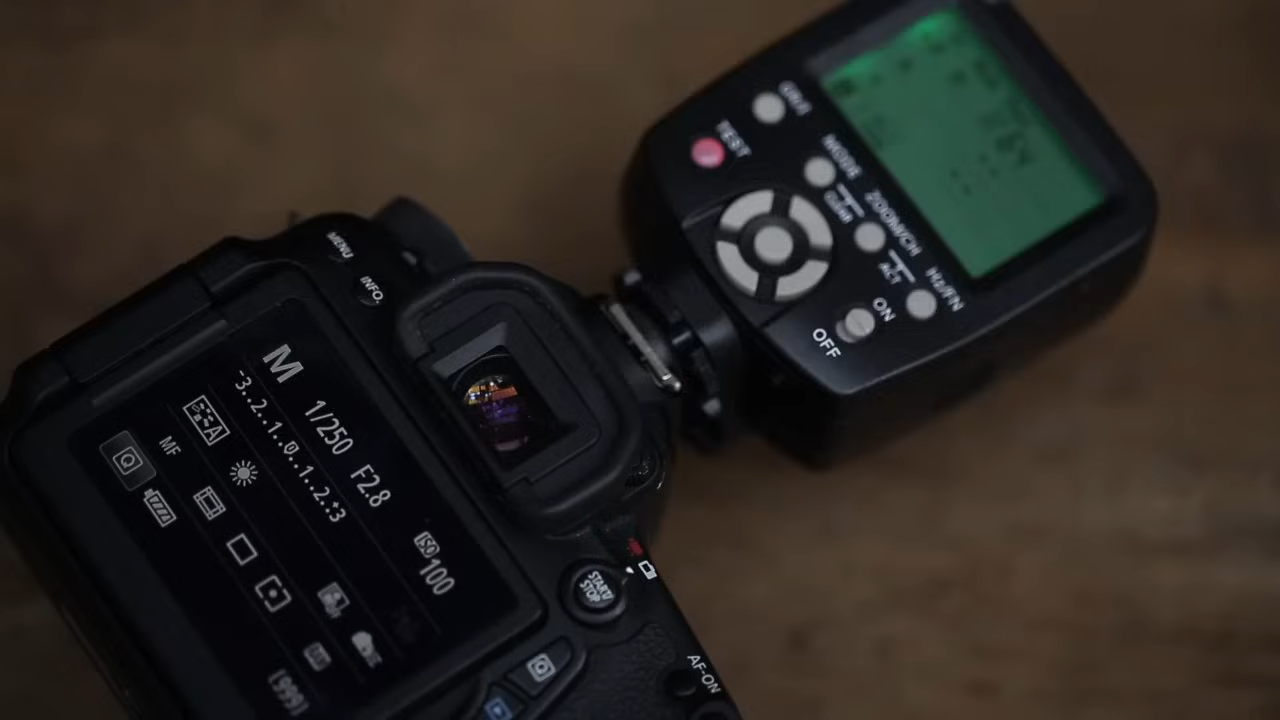 MENU
INFO.
M 1/250 F2.8 ISO 100
-3..2..1..0..1..2..:3
A
MF
Q
[999]
START/
STOP
AF-ON
TEST
MODE
ZOOM/CH
Hz/FN
ON
OFF